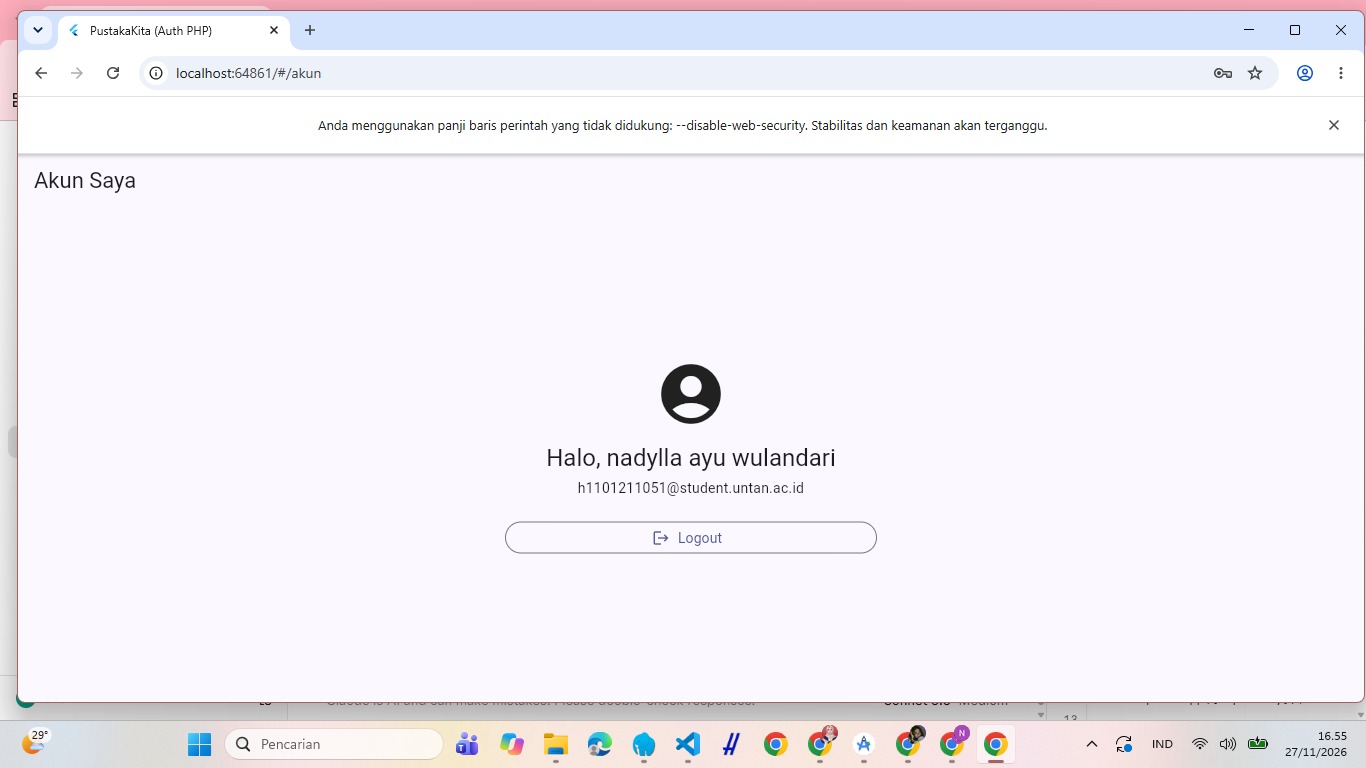 PustakaKita (Auth PHP)
localhost:64861/#/akun
Anda menggunakan panji baris perintah yang tidak didukung: --disable-web-security. Stabilitas dan keamanan akan terganggu.
Akun Saya
Halo, nadylla ayu wulandari
h1101211051@student.untan.ac.id
Logout
13
29°
Pencarian
N
IND
16.55
27/11/2026